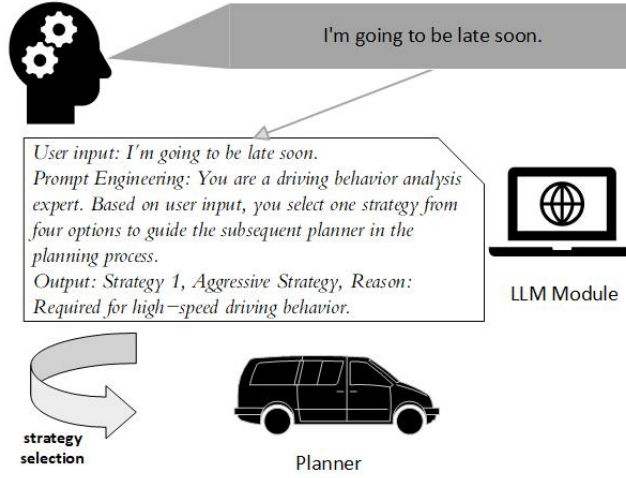 I'm going to be late soon.
User input: I'm going to be late soon.
Prompt Engineering: You are a driving behavior analysis
expert. Based on user input, you select one strategy from
four options to guide the subsequent planner in the
planning process.
Output: Strategy 1, Aggressive Strategy, Reason:
Required for high-speed driving behavior.
LLM Module
strategy
selection
Planner